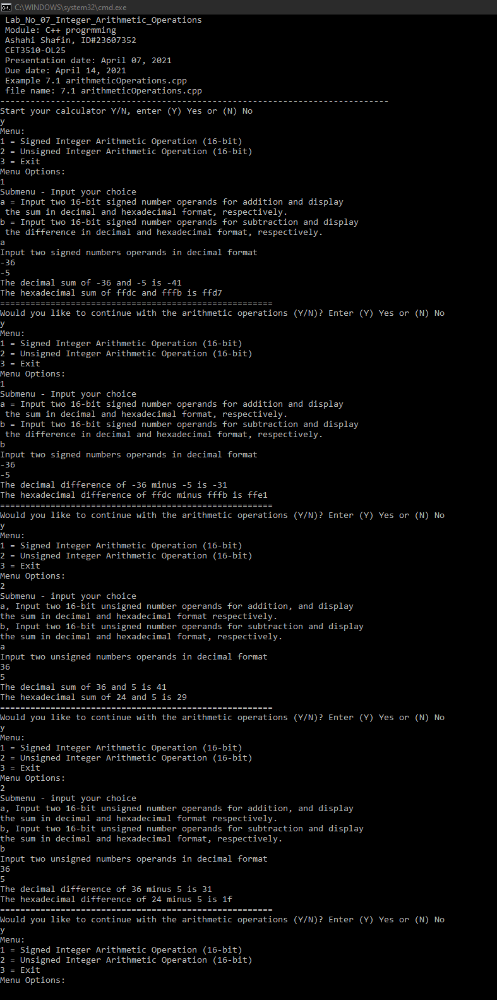 C:\WINDOWS\system32\cmd.exe
Lab_No_07_Integer_Arithmetic_Operations
Module: C++ progrmming
Ashahi Shafin, ID#23607352
CET3510-OL25
Presentation date: April 07, 2021
Due date: April 14, 2021
Example 7.1 arithmeticOperations.cpp
file name: 7.1 arithmeticOperations.cpp
-----------------------------------------------------------------------------
Start your calculator Y/N, enter (Y) Yes or (N) No
y
Menu:
1 = Signed Integer Arithmetic Operation (16-bit)
2 = Unsigned Integer Arithmetic Operation (16-bit)
3 = Exit
Menu Options:
1
Submenu - Input your choice
a = Input two 16-bit signed number operands for addition and display
the sum in decimal and hexadecimal format, respectively.
b = Input two 16-bit signed number operands for subtraction and display
the difference in decimal and hexadecimal format, respectively.
a
Input two signed numbers operands in decimal format
-36
-5
The decimal sum of -36 and -5 is -41
The hexadecimal sum of ffdc and fffb is ffd7
======================================================
Would you like to continue with the arithmetic operations (Y/N)? Enter (Y) Yes or (N) No
y
Menu:
1 = Signed Integer Arithmetic Operation (16-bit)
2 = Unsigned Integer Arithmetic Operation (16-bit)
3 = Exit
Menu Options:
1
Submenu - Input your choice
a = Input two 16-bit signed number operands for addition and display
the sum in decimal and hexadecimal format, respectively.
b = Input two 16-bit signed number operands for subtraction and display
the difference in decimal and hexadecimal format, respectively.
b
Input two signed numbers operands in decimal format
-36
-5
The decimal difference of -36 minus -5 is -31
The hexadecimal difference of ffdc minus fffb is ffe1
======================================================
Would you like to continue with the arithmetic operations (Y/N)? Enter (Y) Yes or (N) No
y
Menu:
1 = Signed Integer Arithmetic Operation (16-bit)
2 = Unsigned Integer Arithmetic Operation (16-bit)
3 = Exit
Menu Options:
2
Submenu - input your choice
a, Input two 16-bit unsigned number operands for addition, and display
the sum in decimal and hexadecimal format respectively.
b, Input two 16-bit unsigned number operands for subtraction and display
the sum in decimal and hexadecimal format, respectively.
a
Input two unsigned numbers operands in decimal format
36
5
The decimal sum of 36 and 5 is 41
The hexadecimal sum of 24 and 5 is 29
======================================================
Would you like to continue with the arithmetic operations (Y/N)? Enter (Y) Yes or (N) No
y
Menu:
1 = Signed Integer Arithmetic Operation (16-bit)
2 = Unsigned Integer Arithmetic Operation (16-bit)
3 = Exit
Menu Options:
2
Submenu - input your choice
a, Input two 16-bit unsigned number operands for addition, and display
the sum in decimal and hexadecimal format respectively.
b, Input two 16-bit unsigned number operands for subtraction and display
the sum in decimal and hexadecimal format, respectively.
b
Input two unsigned numbers operands in decimal format
36
5
The decimal difference of 36 minus 5 is 31
The hexadecimal difference of 24 minus 5 is 1f
======================================================
Would you like to continue with the arithmetic operations (Y/N)? Enter (Y) Yes or (N) No
y
Menu:
1 = Signed Integer Arithmetic Operation (16-bit)
2 = Unsigned Integer Arithmetic Operation (16-bit)
3 = Exit
Menu Options: